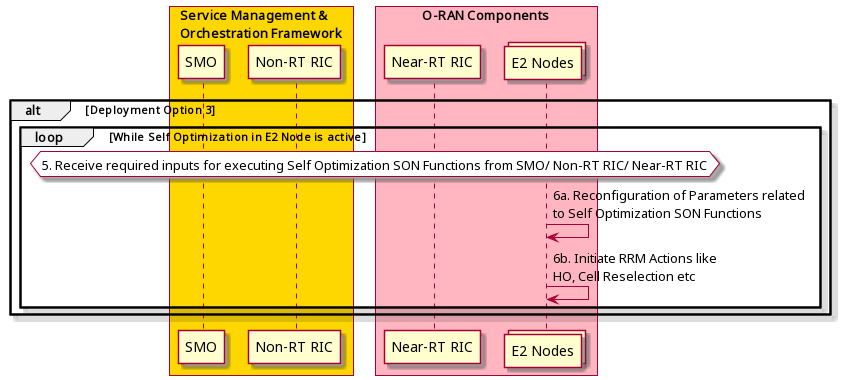 Service Management &
Orchestration Framework
O-RAN Components
SMO
Non-RT RIC
Near-RT RIC
E2 Nodes
alt
[Deployment Option 3]
loop
[While Self Optimization in E2 Node is active]
5. Receive required inputs for executing Self Optimization SON Functions from SMO/ Non-RT RIC/ Near-RT RIC
6a. Reconfiguration of Parameters related
to Self Optimization SON Functions
6b. Initiate RRM Actions like
HO, Cell Reselection etc
SMO
Non-RT RIC
Near-RT RIC
E2 Nodes